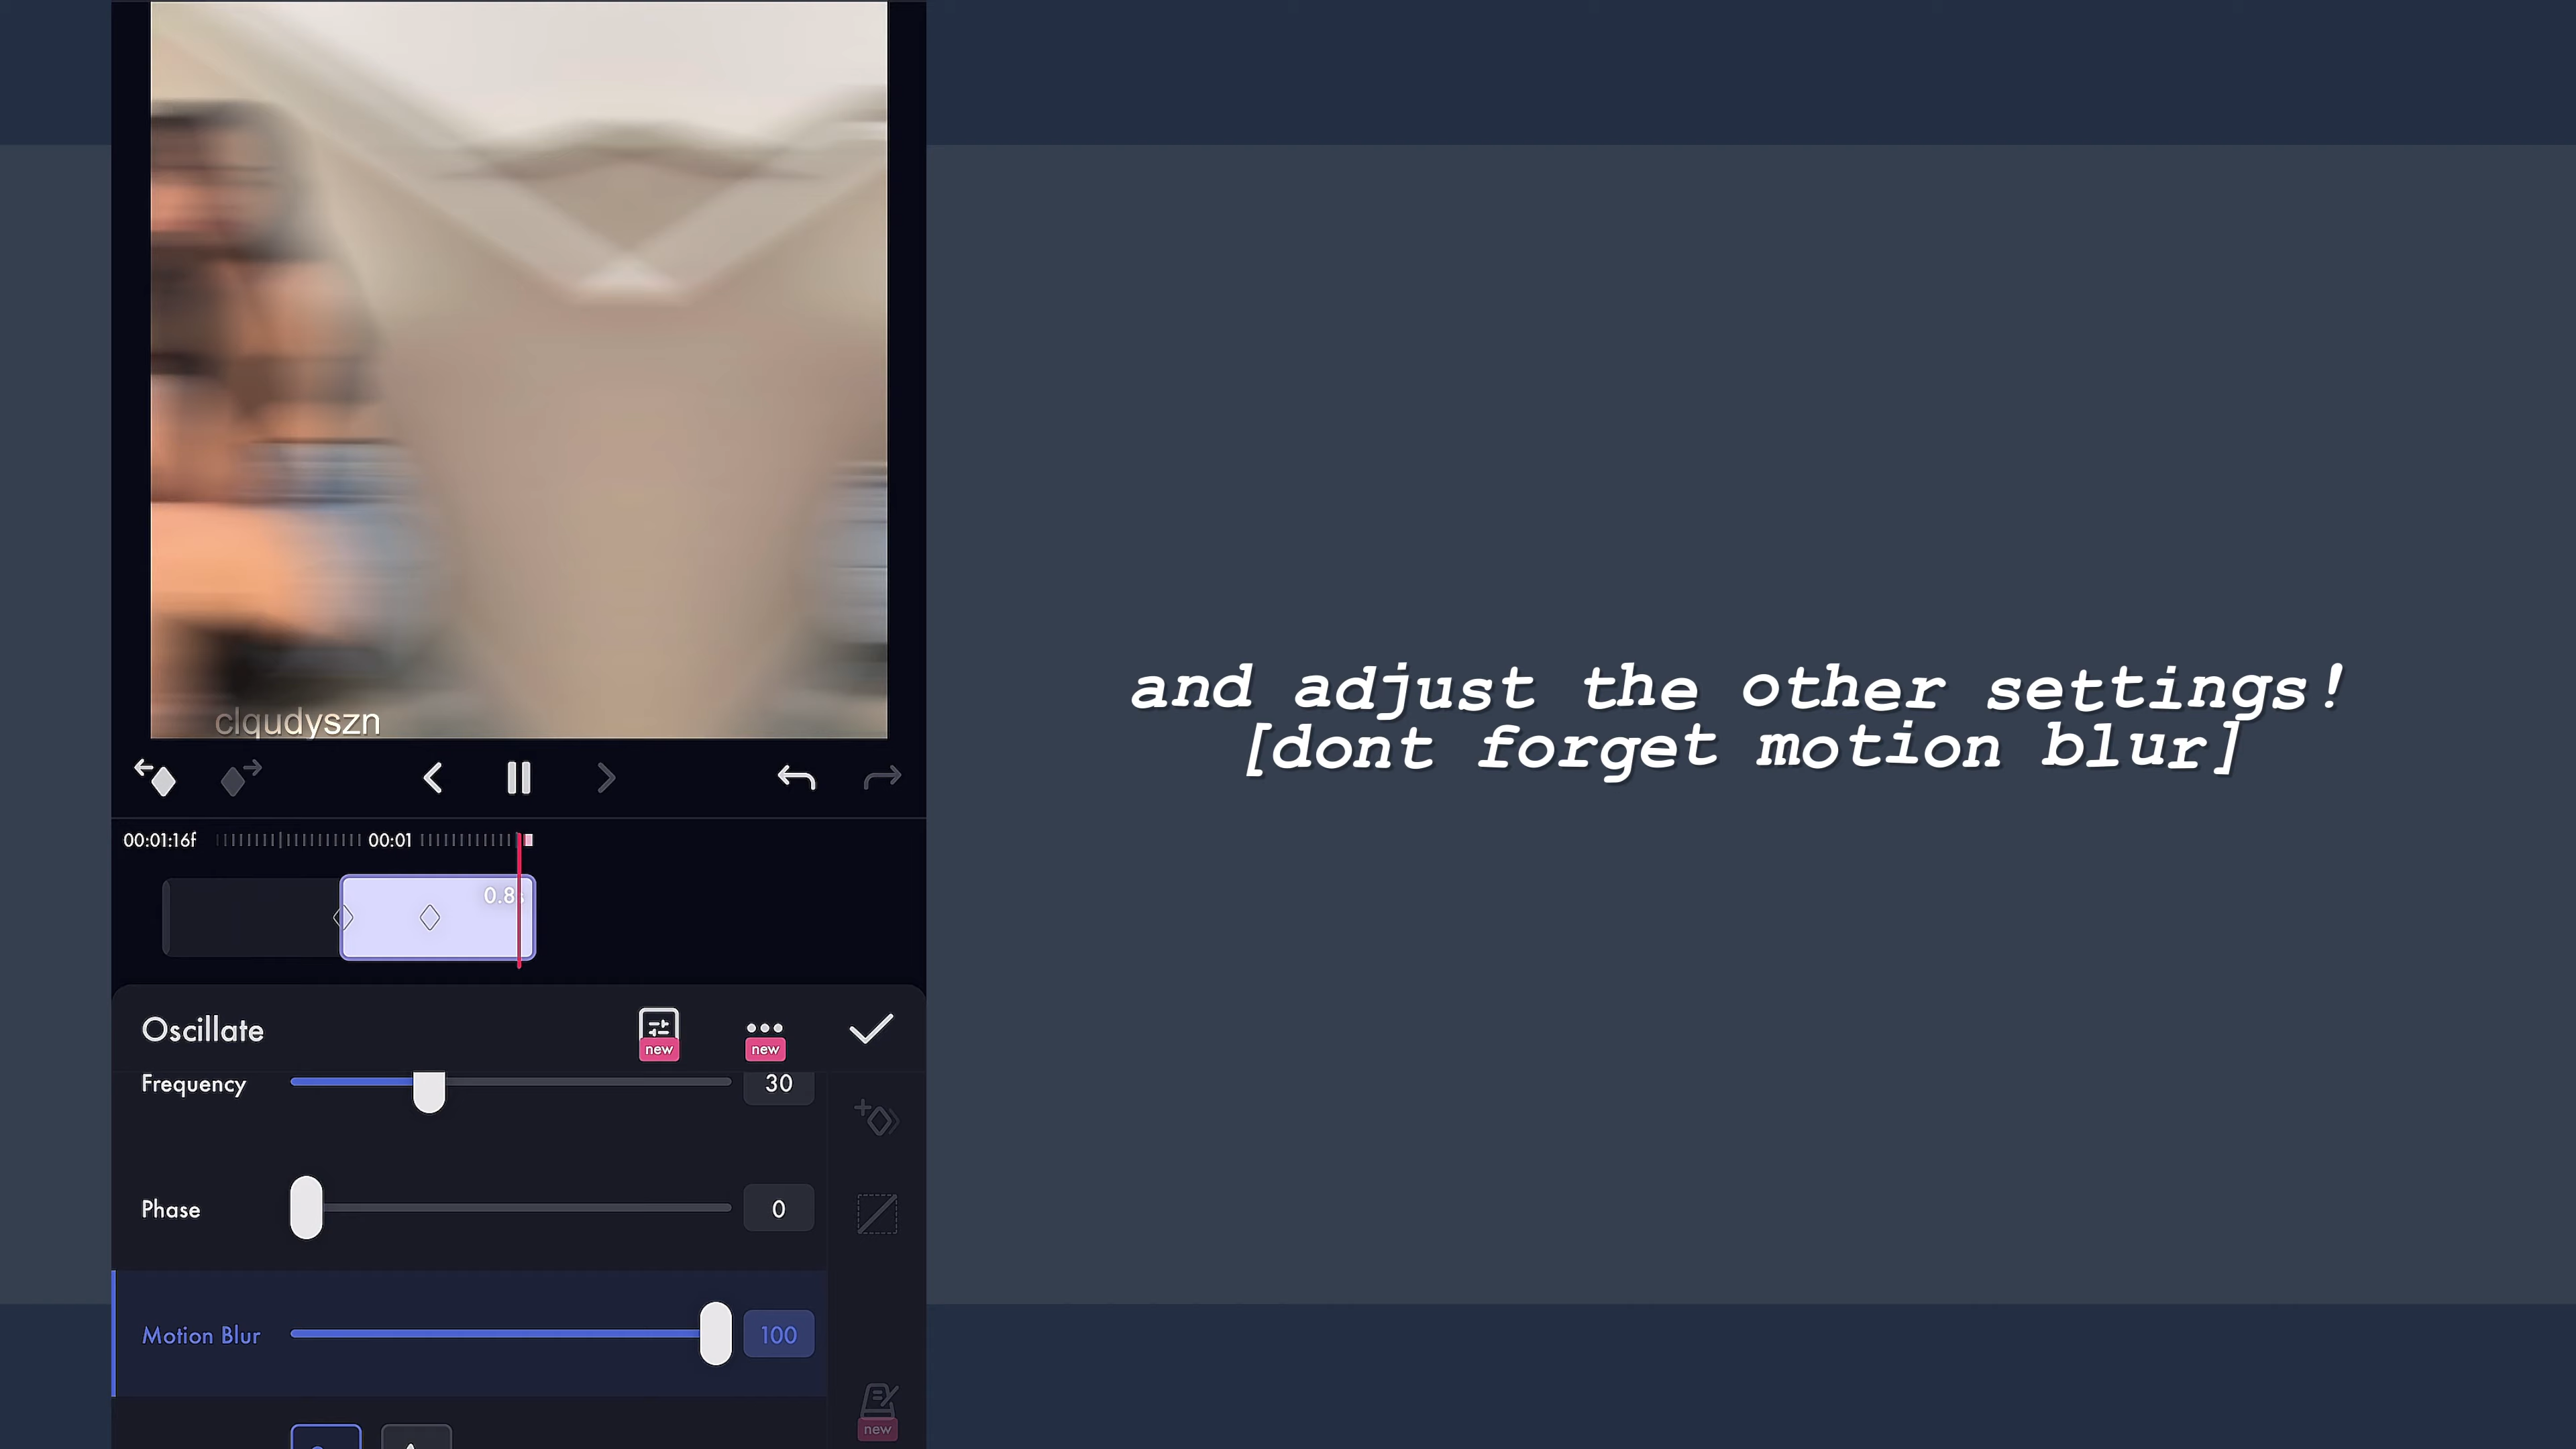 clqudyszn
00:01:16f 00:01
0.8
Oscillate
new new
Frequency 30
Phase 0
Motion Blur 100
new
and adjust the other settings!
[dont forget motion blur]